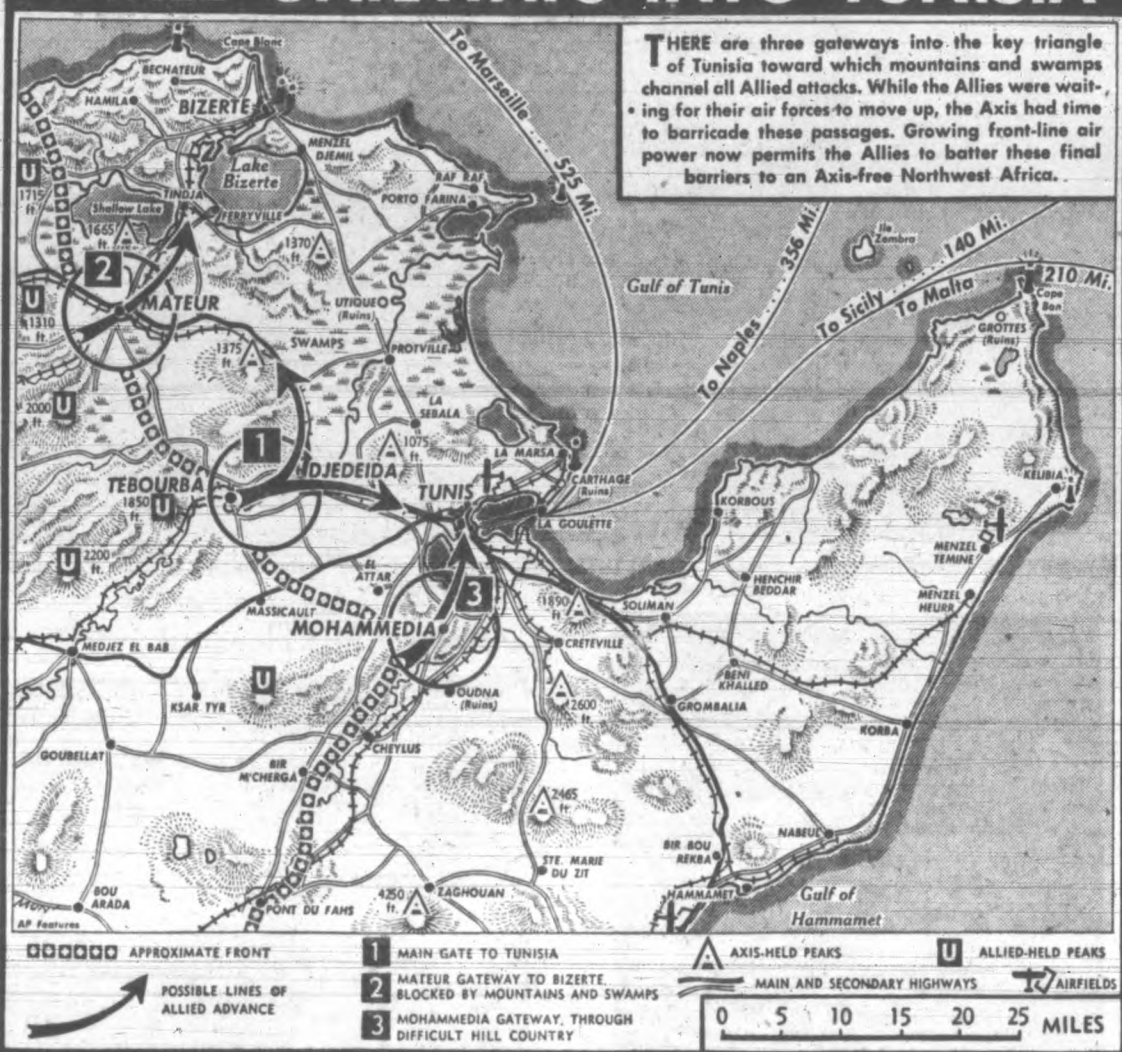 INTO TUNISIA
THERE are three gateways into the key triangle
of Tunisia toward which mountains and swamps
channel all Allied attacks. While the Allies were wait-
ing for their air forces to move up, the Axis had time
to barricade these passages. Growing front-line air
power now permits the Allies to batter these final
barriers to an Axis-free Northwest Africa.
Cape Blanc
BECHATEUR
HAMILA
BIZERTE
To Marseille....525 Mi.
MENZEL
DJEMIL
Lake
Bizerte
RAF RAF
PORTO FARINA
U
1715
ft.
TINDJA
Shallow Lake
FERRYVILLE
1665
ft.
1370
ft.
2
MATEUR
U
1310
ft.
UTIQUE
(Ruins)
SWAMPS
Gulf of Tunis
Ile
Zembra
To Naples....356 Mi.
To Sicily....140 Mi.
To Malta
210 Mi.
Cape
Bon
GROTTES
(Ruins)
1375
ft.
PROTVILLE
2000
ft.
U
LA
SEBALA
1
1075
ft.
LA MARSA
DJEDEIDA
CARTHAGE
(Ruins)
TEBOURBA
TUNIS
1850
ft.
U
LA GOULETTE
KORBOUS
KELIBIA
U
2200
ft.
MENZEL
TEMINE
EL
ATTAR
HENCHIR
BEDDAR
MENZEL
HEURR
MASSICAULT
3
1890
ft.
SOLIMAN
MOHAMMEDIA
MEDJEZ EL BAB
CRETEVILLE
BENI
KHALLED
U
KSAR TYR
OUDNA
(Ruins)
2600
ft.
GROMBALIA
KORBA
GOUBELLAT
CHEYLUS
BIR
M'CHERGA
2465
ft.
NABEUL
BIR BOU
REKBA
STE. MARIE
DU ZIT
BOU
ARADA
4250
ft.
ZAGHOUAN
HAMMAMET
Gulf of
Hammamet
PONT DU FAHS
AP Features
APPROXIMATE FRONT
POSSIBLE LINES OF
ALLIED ADVANCE
1 MAIN GATE TO TUNISIA
2 MATEUR GATEWAY TO BIZERTE,
BLOCKED BY MOUNTAINS AND SWAMPS
3 MOHAMMEDIA GATEWAY, THROUGH
DIFFICULT HILL COUNTRY
AXIS-HELD PEAKS
U ALLIED-HELD PEAKS
MAIN AND SECONDARY HIGHWAYS
AIRFIELDS
0 5 10 15 20 25 MILES